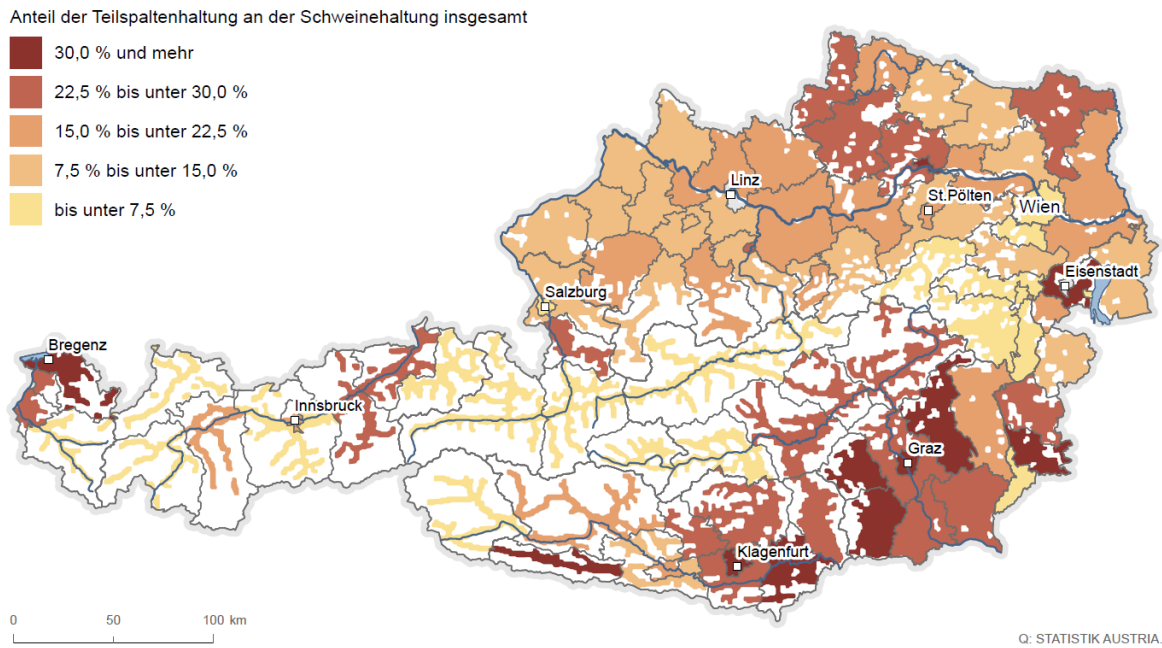 Anteil der Teilspaltenhaltung an der Schweinehaltung insgesamt
30,0 % und mehr
22,5 % bis unter 30,0 %
15,0 % bis unter 22,5 %
7,5 % bis unter 15,0 %
bis unter 7,5 %
Linz
St.Pölten
Wien
Eisenstadt
Salzburg
Bregenz
Innsbruck
Graz
Klagenfurt
0 50 100 km
Q: STATISTIK AUSTRIA.